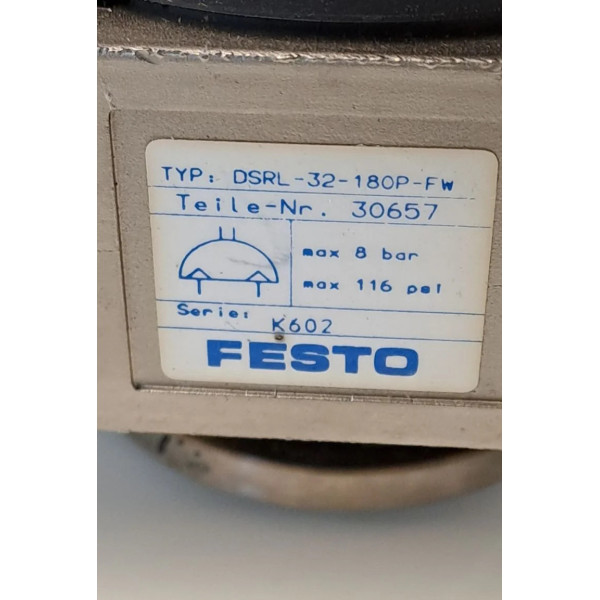 TYP: DSRL-32-180P-FW
Teile-Nr. 30657
max 8 bar
max 116 psi
Serie: K602
FESTO